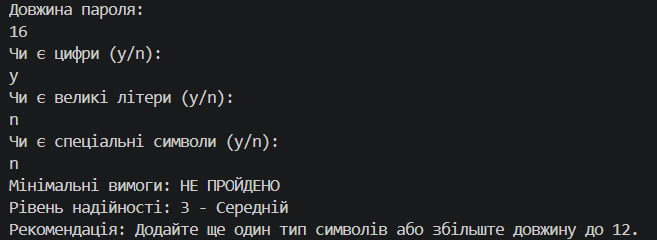 Довжина пароля:
16
Чи є цифри (y/n):
y
Чи є великі літери (y/n):
n
Чи є спеціальні символи (y/n):
n
Мінімальні вимоги: НЕ ПРОЙДЕНО
Рівень надійності: 3 - Середній
Рекомендація: Додайте ще один тип символів або збільште довжину до 12.